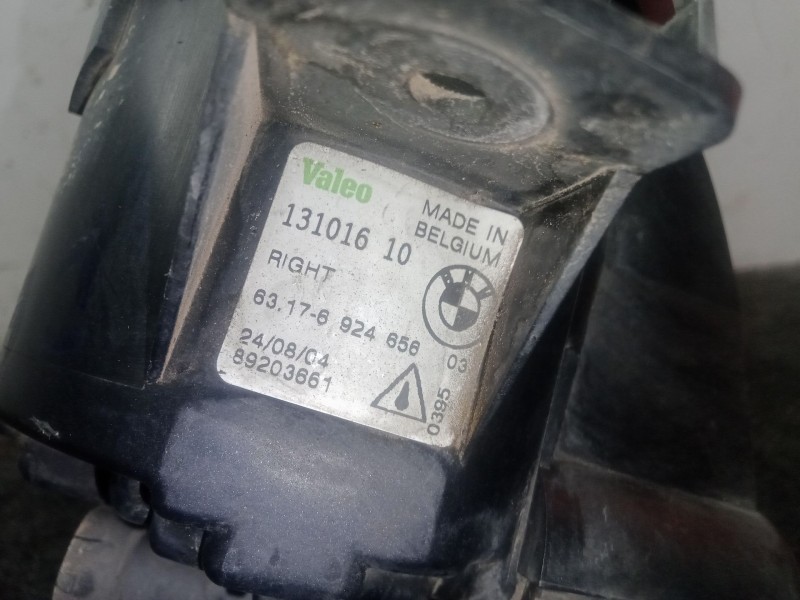 Valeo
131016 10
MADE IN
BELGIUM
RIGHT
63.17-6 924 656
03
24/08/04
89203661
0395